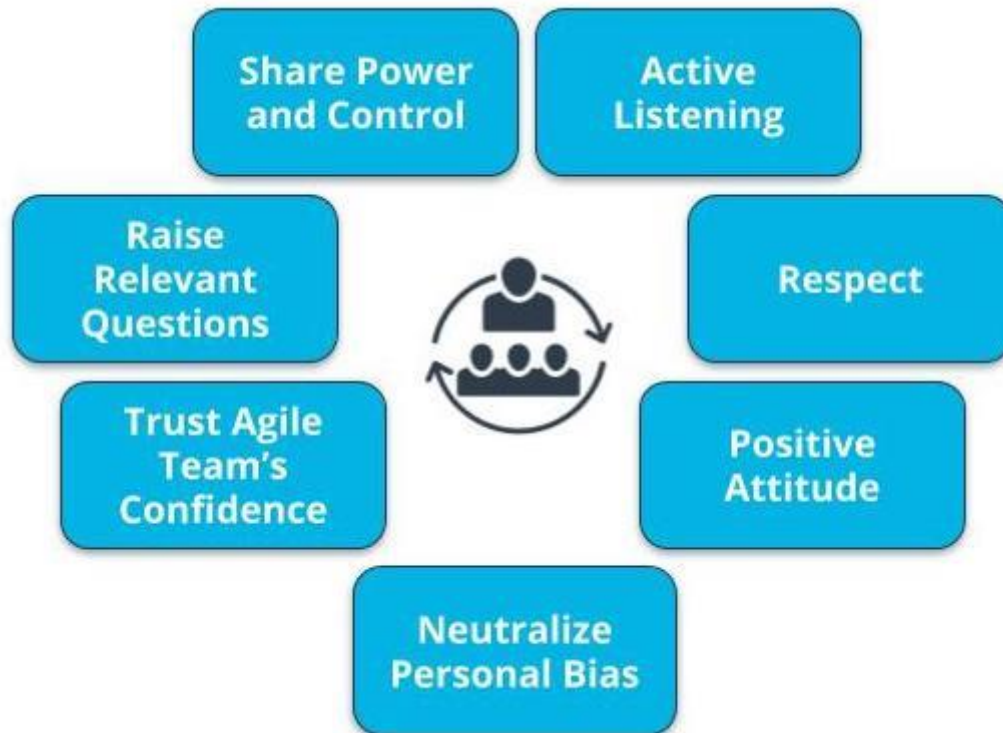 Share Power
and Control
Active
Listening
Raise
Relevant
Questions
Respect
Trust Agile
Team’s
Confidence
Positive
Attitude
Neutralize
Personal Bias